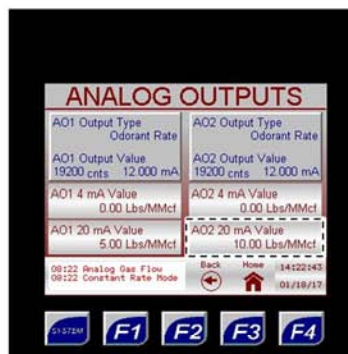 ANALOG OUTPUTS
AO1 Output Type
Odorant Rate
AO1 Output Value
19200 cnts 12.000 mA
AO2 Output Type
Odorant Rate
AO2 Output Value
19200 cnts 12.000 mA
AO1 4 mA Value
0.00 Lbs/MMcf
AO2 4 mA Value
0.00 Lbs/MMcf
AO1 20 mA Value
5.00 Lbs/MMcf
AO2 20 mA Value
10.00 Lbs/MMcf
08:22 Analog Gas Flow
08:22 Constant Rate Mode
Back
Home
14:22:43
01/18/17
SYSTEM
F1
F2
F3
F4